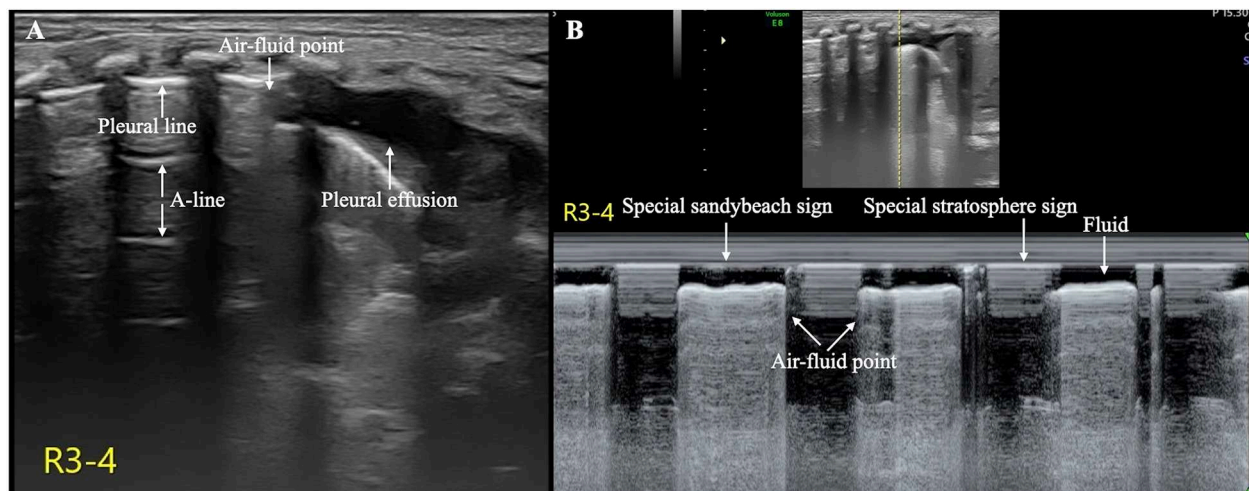 A
Air-fluid point
Pleural line
A-line
Pleural effusion
R3-4
B
Voluson
E8
P 15.30
R3-4
Special sandybeach sign
Special stratosphere sign
Fluid
Air-fluid point